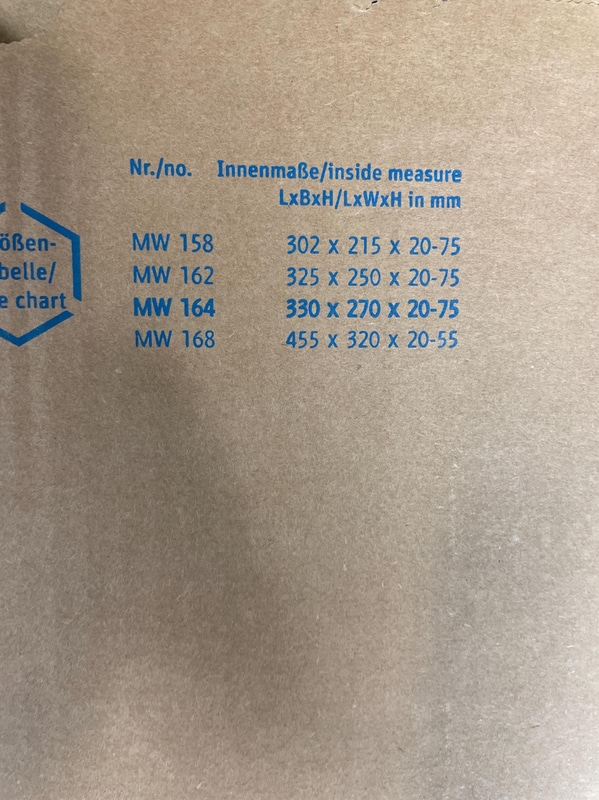 Nr./no. Innenmaße/inside measure
LxBxH/LxWxH in mm
ößen-
belle/
e chart
MW 158 302 x 215 x 20-75
MW 162 325 x 250 x 20-75
MW 164 330 x 270 x 20-75
MW 168 455 x 320 x 20-55